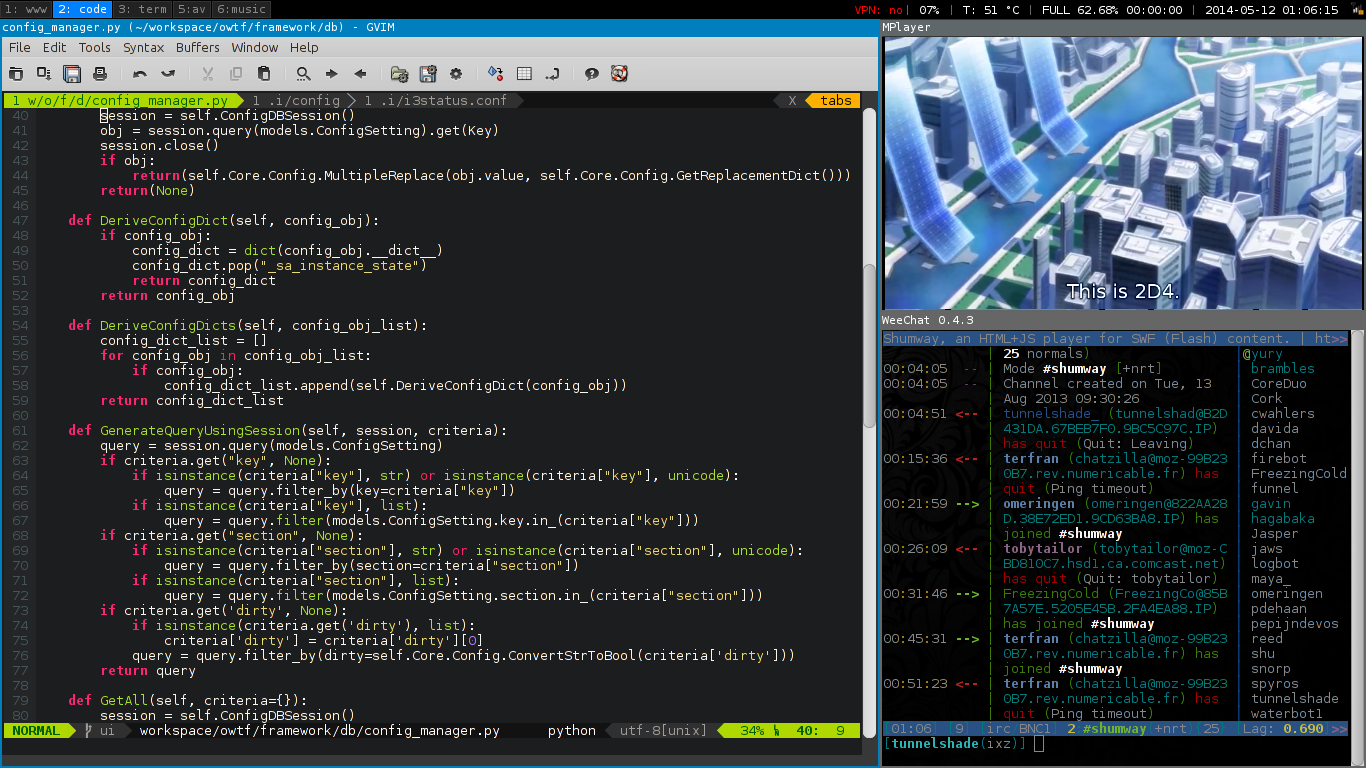 1: www 2: code 3: term 5:av 6:music
VPN: no| 07% | T: 51 °C | FULL 62.68% 00:00:00 | 2014-05-12 01:06:15
config_manager.py (~/workspace/owtf/framework/db) - GVIM
File Edit Tools Syntax Buffers Window Help
1 w/o/f/d/config_manager.py 1 .i/config 1 .i/i3status.conf X tabs
40 session = self.ConfigDBSession()
41 obj = session.query(models.ConfigSetting).get(Key)
42 session.close()
43 if obj:
44 return(self.Core.Config.MultipleReplace(obj.value, self.Core.Config.GetReplacementDict()))
45 return(None)
46
47 def DeriveConfigDict(self, config_obj):
48 if config_obj:
49 config_dict = dict(config_obj.__dict__)
50 config_dict.pop("_sa_instance_state")
51 return config_dict
52 return config_obj
53
54 def DeriveConfigDicts(self, config_obj_list):
55 config_dict_list = []
56 for config_obj in config_obj_list:
57 if config_obj:
58 config_dict_list.append(self.DeriveConfigDict(config_obj))
59 return config_dict_list
60
61 def GenerateQueryUsingSession(self, session, criteria):
62 query = session.query(models.ConfigSetting)
63 if criteria.get("key", None):
64 if isinstance(criteria["key"], str) or isinstance(criteria["key"], unicode):
65 query = query.filter_by(key=criteria["key"])
66 if isinstance(criteria["key"], list):
67 query = query.filter(models.ConfigSetting.key.in_(criteria["key"]))
68 if criteria.get("section", None):
69 if isinstance(criteria["section"], str) or isinstance(criteria["section"], unicode):
70 query = query.filter_by(section=criteria["section"])
71 if isinstance(criteria["section"], list):
72 query = query.filter(models.ConfigSetting.section.in_(criteria["section"]))
73 if criteria.get('dirty', None):
74 if isinstance(criteria.get('dirty'), list):
75 criteria['dirty'] = criteria['dirty'][0]
76 query = query.filter_by(dirty=self.Core.Config.ConvertStrToBool(criteria['dirty']))
77 return query
78
79 def GetAll(self, criteria={}):
80 session = self.ConfigDBSession()
NORMAL ui workspace/owtf/framework/db/config_manager.py python utf-8[unix] 34% 40: 9
MPlayer
This is 2D4.
WeeChat 0.4.3
Shumway, an HTML+JS player for SWF (Flash) content. | ht>>
25 normals)
00:04:05 -- Mode #shumway [+nrt]
00:04:05 -- Channel created on Tue, 13
Aug 2013 09:30:26
00:04:51 <-- tunnelshade_ (tunnelshad@B2D
431DA.67BEB7F0.9BC5C97C.IP)
has quit (Quit: Leaving)
00:15:36 <-- terfran (chatzilla@moz-99B23
0B7.rev.numericable.fr) has
quit (Ping timeout)
00:21:59 --> omeringen (omeringen@822AA28
D.38E72ED1.9CD63BA8.IP) has
joined #shumway
00:26:09 <-- tobytailor (tobytailor@moz-C
BD810C7.hsd1.ca.comcast.net)
has quit (Quit: tobytailor)
00:31:46 --> FreezingCold (FreezingCo@85B
7A57E.5205E45B.2FA4EA88.IP)
has joined #shumway
00:45:31 --> terfran (chatzilla@moz-99B23
0B7.rev.numericable.fr) has
joined #shumway
00:51:23 <-- terfran (chatzilla@moz-99B23
0B7.rev.numericable.fr) has
quit (Ping timeout)
@yury
brambles
CoreDuo
Cork
cwahlers
davida
dchan
firebot
FreezingCold
funnel
gavin
hagabaka
Jasper
jaws
logbot
maya_
omeringen
pdehaan
pepijndevos
reed
shu
snorp
spyros
tunnelshade
waterbot1
[01:06] [9] [irc/BNC1] 2:#shumway(+nrt){25} [Lag: 0.690]>>
[tunnelshade(ixz)]